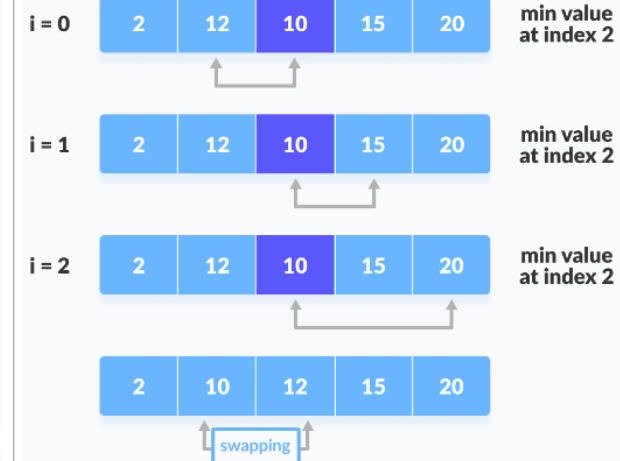 i = 0 2 12 10 15 20 min value
at index 2
i = 1 2 12 10 15 20 min value
at index 2
i = 2 2 12 10 15 20 min value
at index 2
2 10 12 15 20
swapping